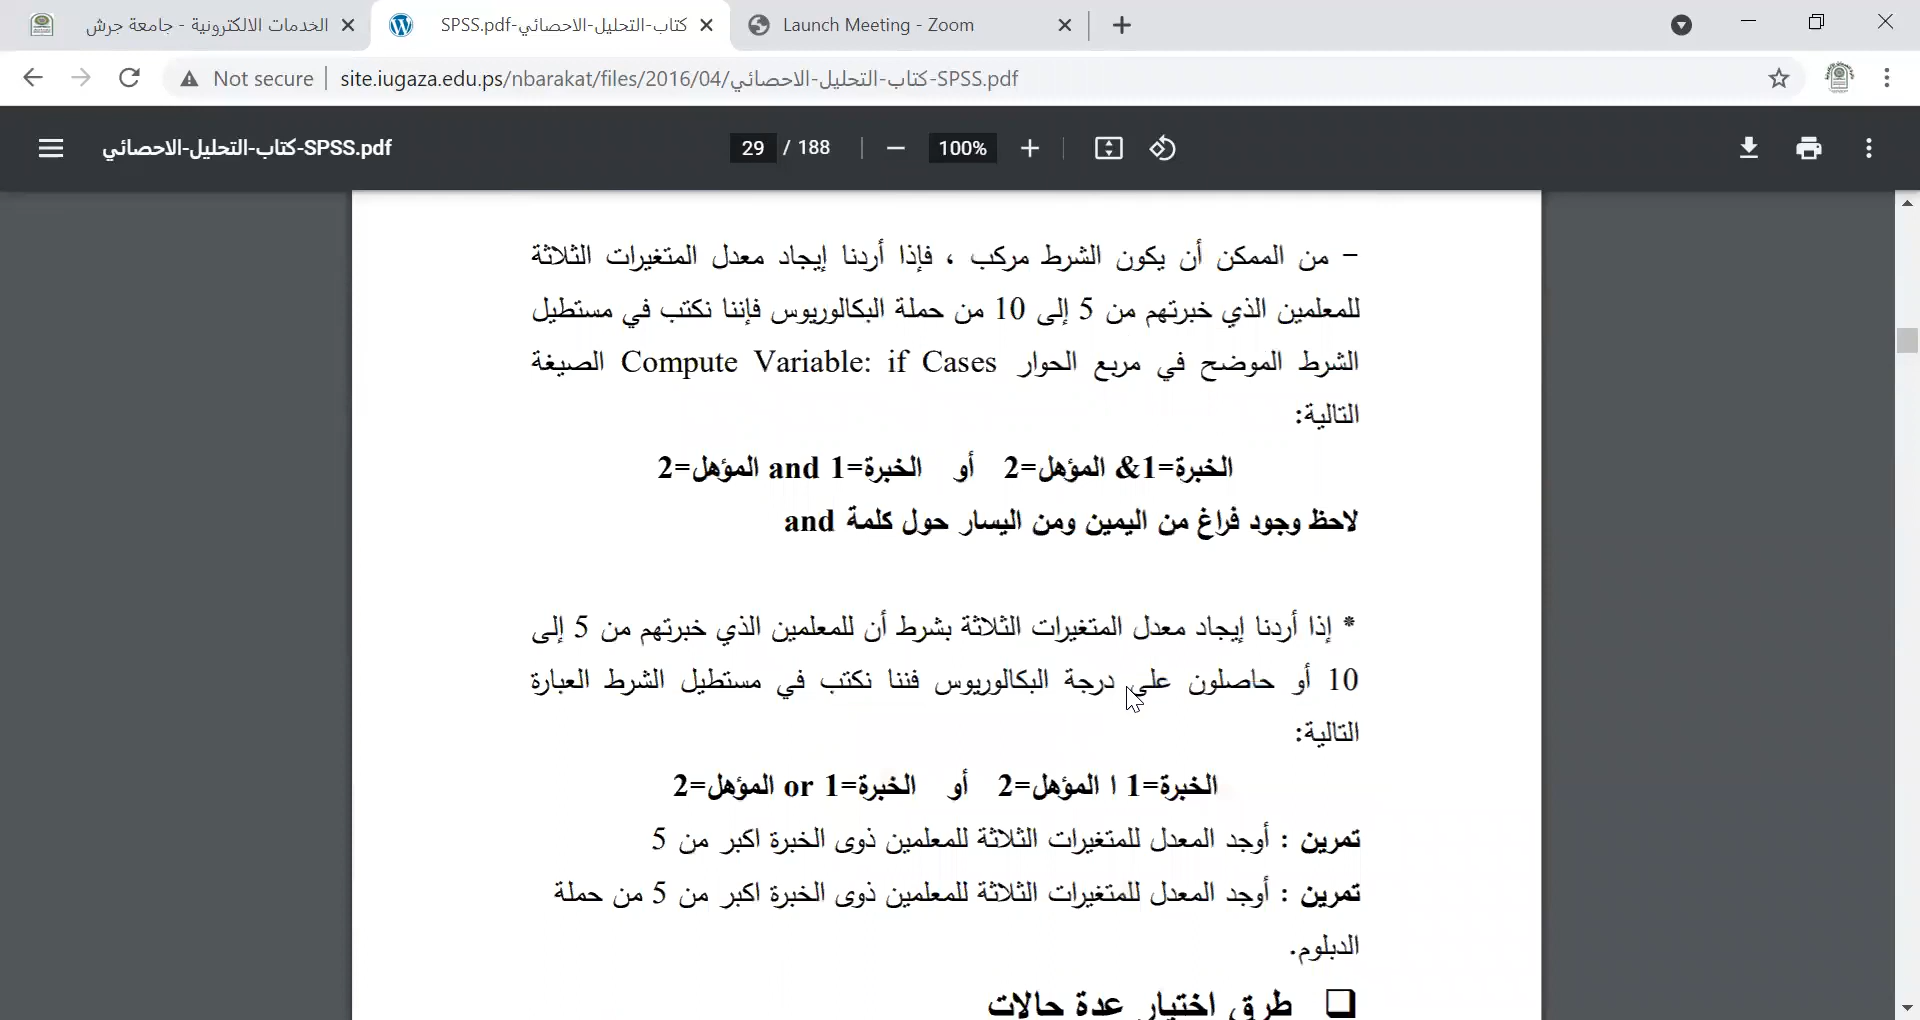 الخدمات الالكترونية - جامعة جرش
كتاب-التحليل-الاحصائي-SPSS.pdf
Launch Meeting - Zoom
Not secure
site.iugaza.edu.ps/nbarakat/files/2016/04/كتاب-التحليل-الاحصائي-SPSS.pdf
كتاب-التحليل-الاحصائي-SPSS.pdf
29 / 188
100%
– من الممكن أن يكون الشرط مركب ، فإذا أردنا إيجاد معدل المتغيرات الثلاثة
للمعلمين الذي خبرتهم من 5 إلى 10 من حملة البكالوريوس فإننا نكتب في مستطيل
الشرط الموضح في مربع الحوار Compute Variable: if Cases الصيغة
التالية:
الخبرة=1& المؤهل=2 أو الخبرة=1 and المؤهل=2
لاحظ وجود فراغ من اليمين ومن اليسار حول كلمة and
* إذا أردنا إيجاد معدل المتغيرات الثلاثة بشرط أن للمعلمين الذي خبرتهم من 5 إلى
10 أو حاصلون على درجة البكالوريوس فننا نكتب في مستطيل الشرط العبارة
التالية:
الخبرة=1 ا المؤهل=2 أو الخبرة=1 or المؤهل=2
تمرين : أوجد المعدل للمتغيرات الثلاثة للمعلمين ذوى الخبرة اكبر من 5
تمرين : أوجد المعدل للمتغيرات الثلاثة للمعلمين ذوى الخبرة اكبر من 5 من حملة
الدبلوم.
طرق اختيار عدة حالات